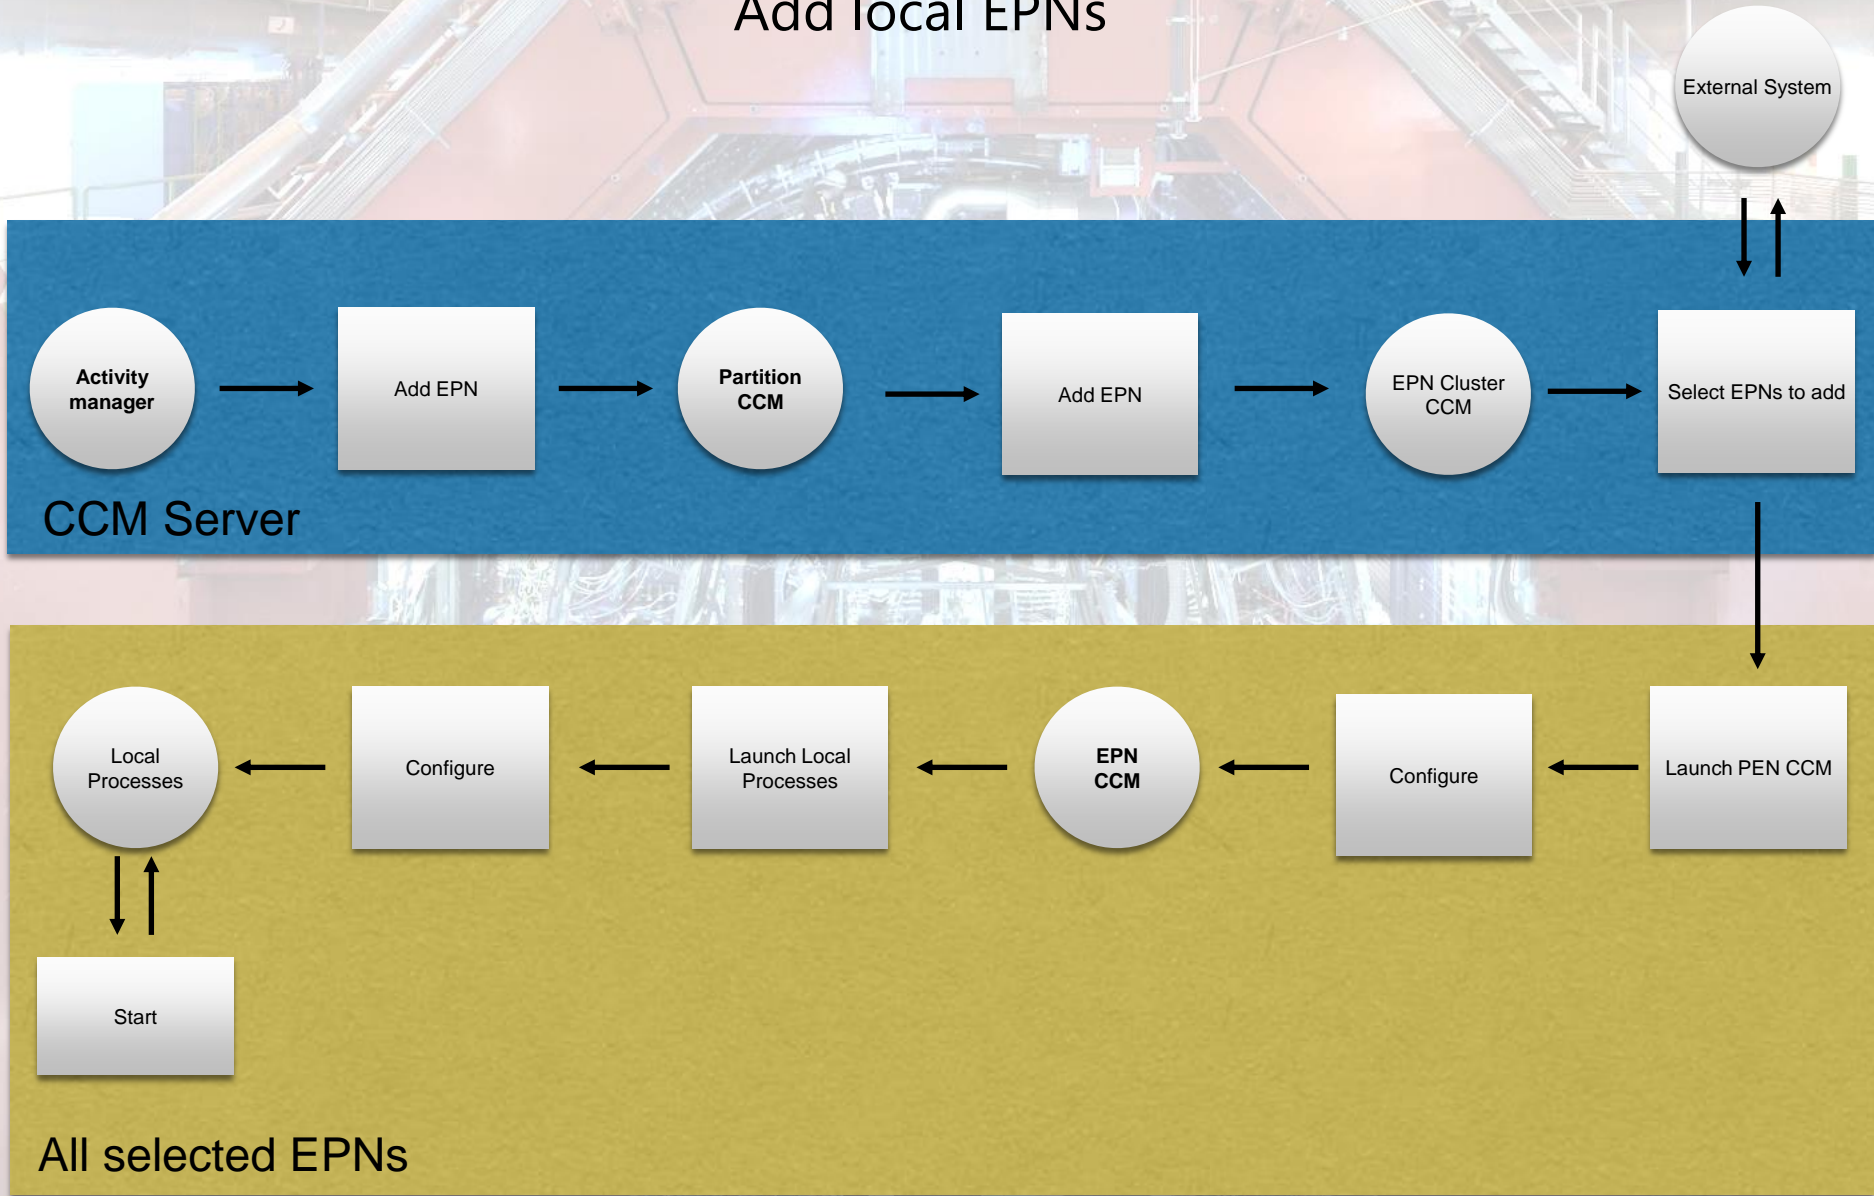 Add local EPNs
External System
Activity
manager
Add EPN
Partition
CCM
Add EPN
EPN Cluster
CCM
Select EPNs to add
CCM Server
Local
Processes
Configure
Launch Local
Processes
EPN
CCM
Configure
Launch PEN CCM
Start
All selected EPNs